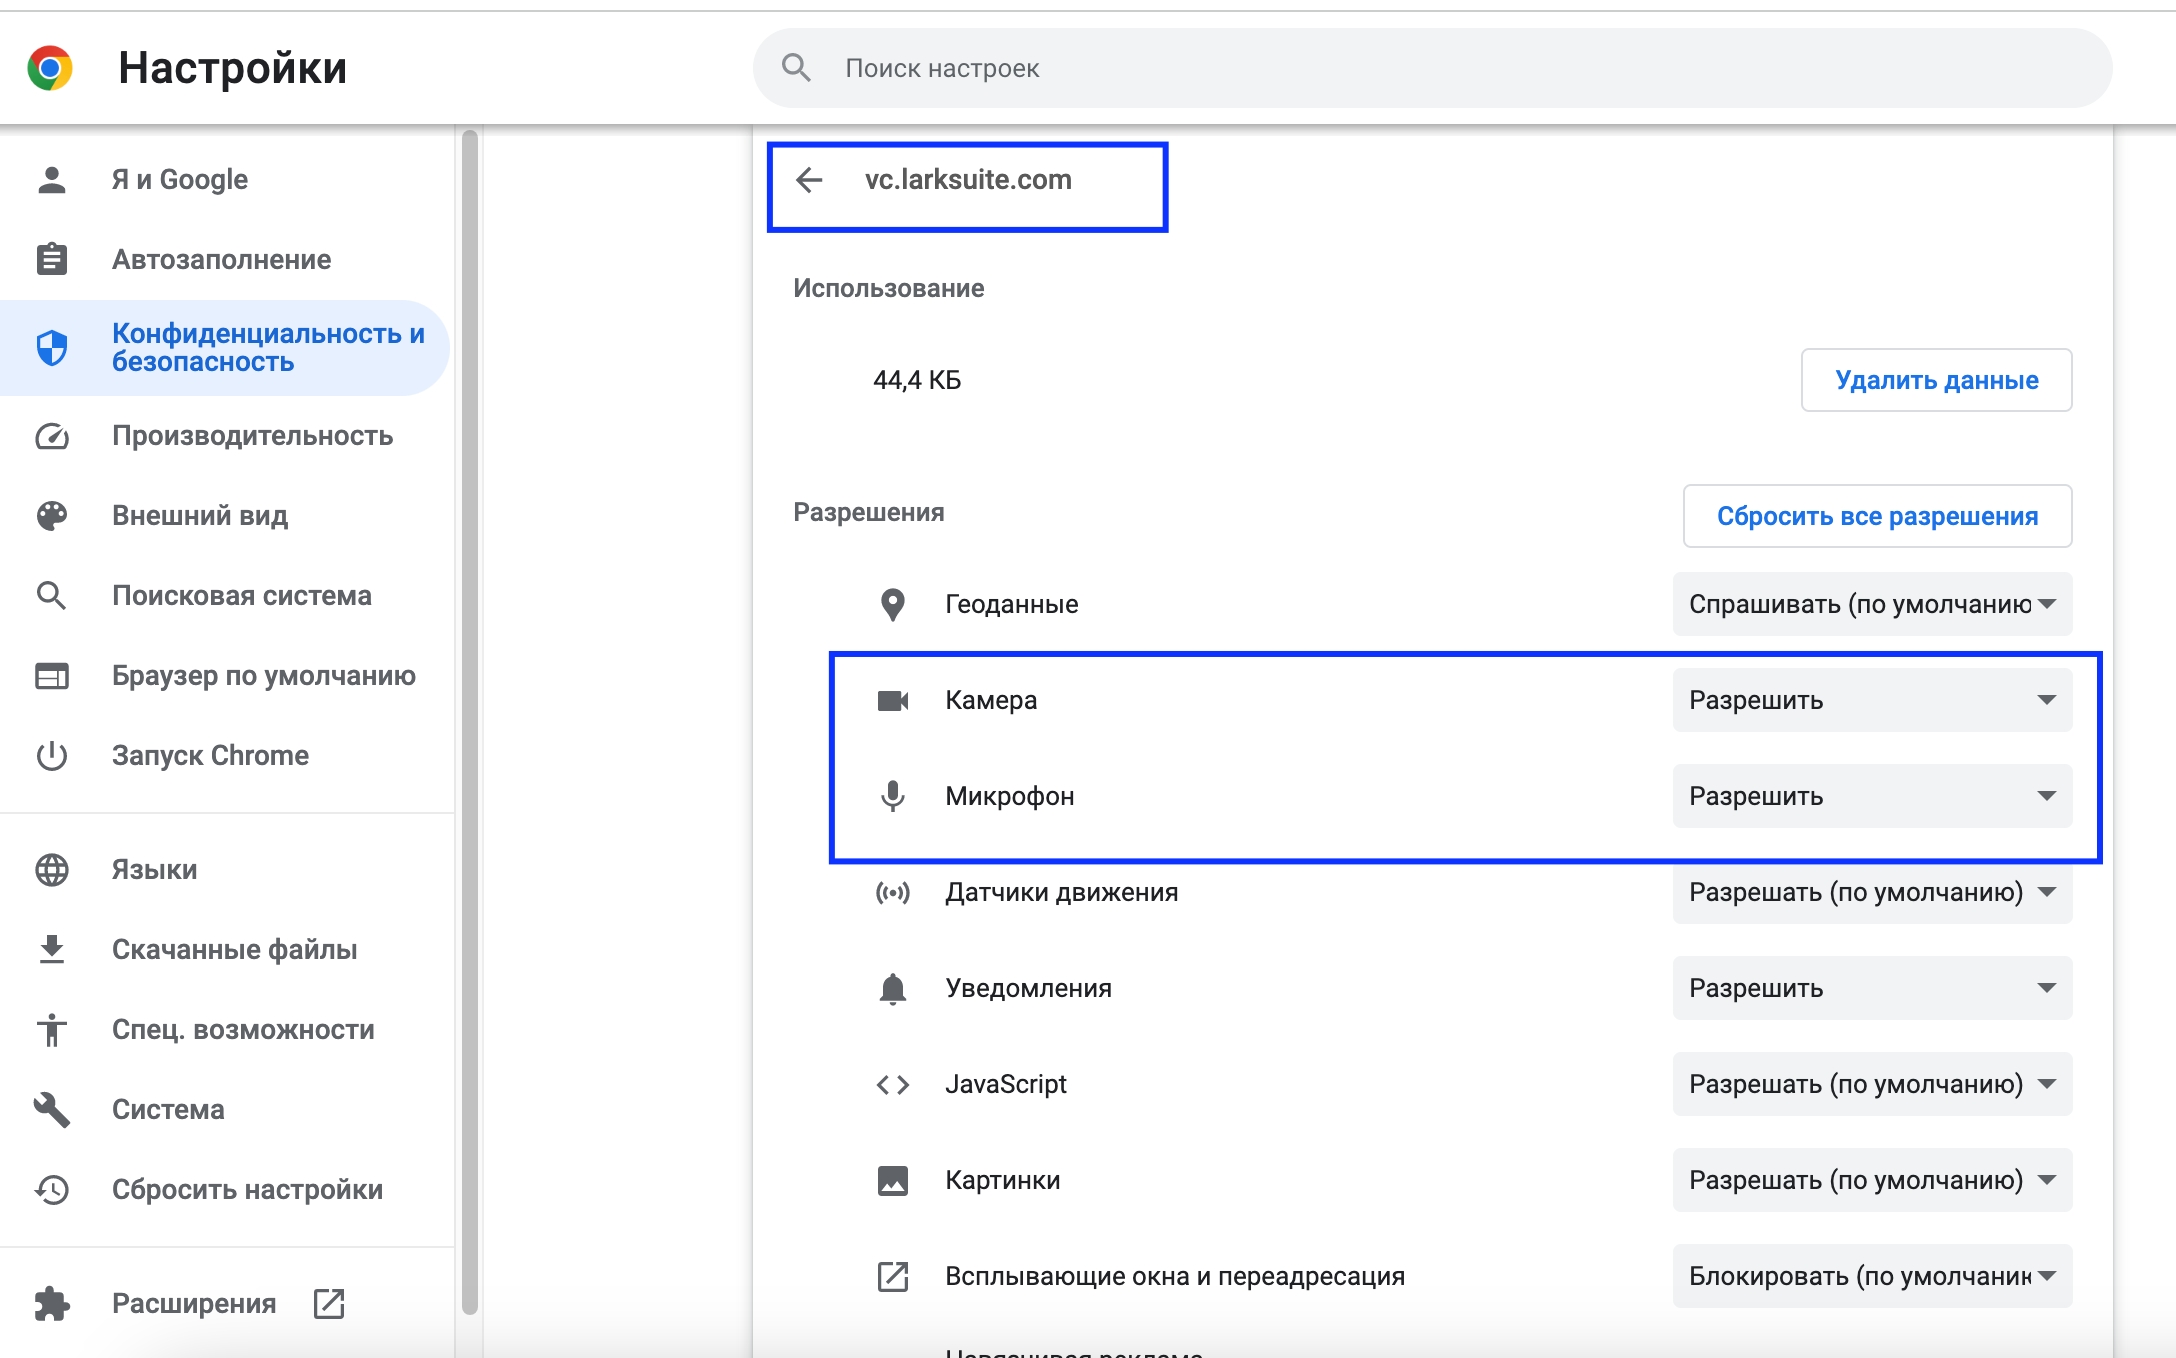 Настройки
Поиск настроек
Я и Google
Автозаполнение
Конфиденциальность и
безопасность
Производительность
Внешний вид
Поисковая система
Браузер по умолчанию
Запуск Chrome
Языки
Скачанные файлы
Спец. возможности
Система
Сбросить настройки
Расширения
vc.larksuite.com
Использование
44,4 КБ
Удалить данные
Разрешения
Сбросить все разрешения
Геоданные
Спрашивать (по умолчанию
Камера
Разрешить
Микрофон
Разрешить
Датчики движения
Разрешать (по умолчанию)
Уведомления
Разрешить
JavaScript
Разрешать (по умолчанию)
Картинки
Разрешать (по умолчанию)
Всплывающие окна и переадресация
Блокировать (по умолчани